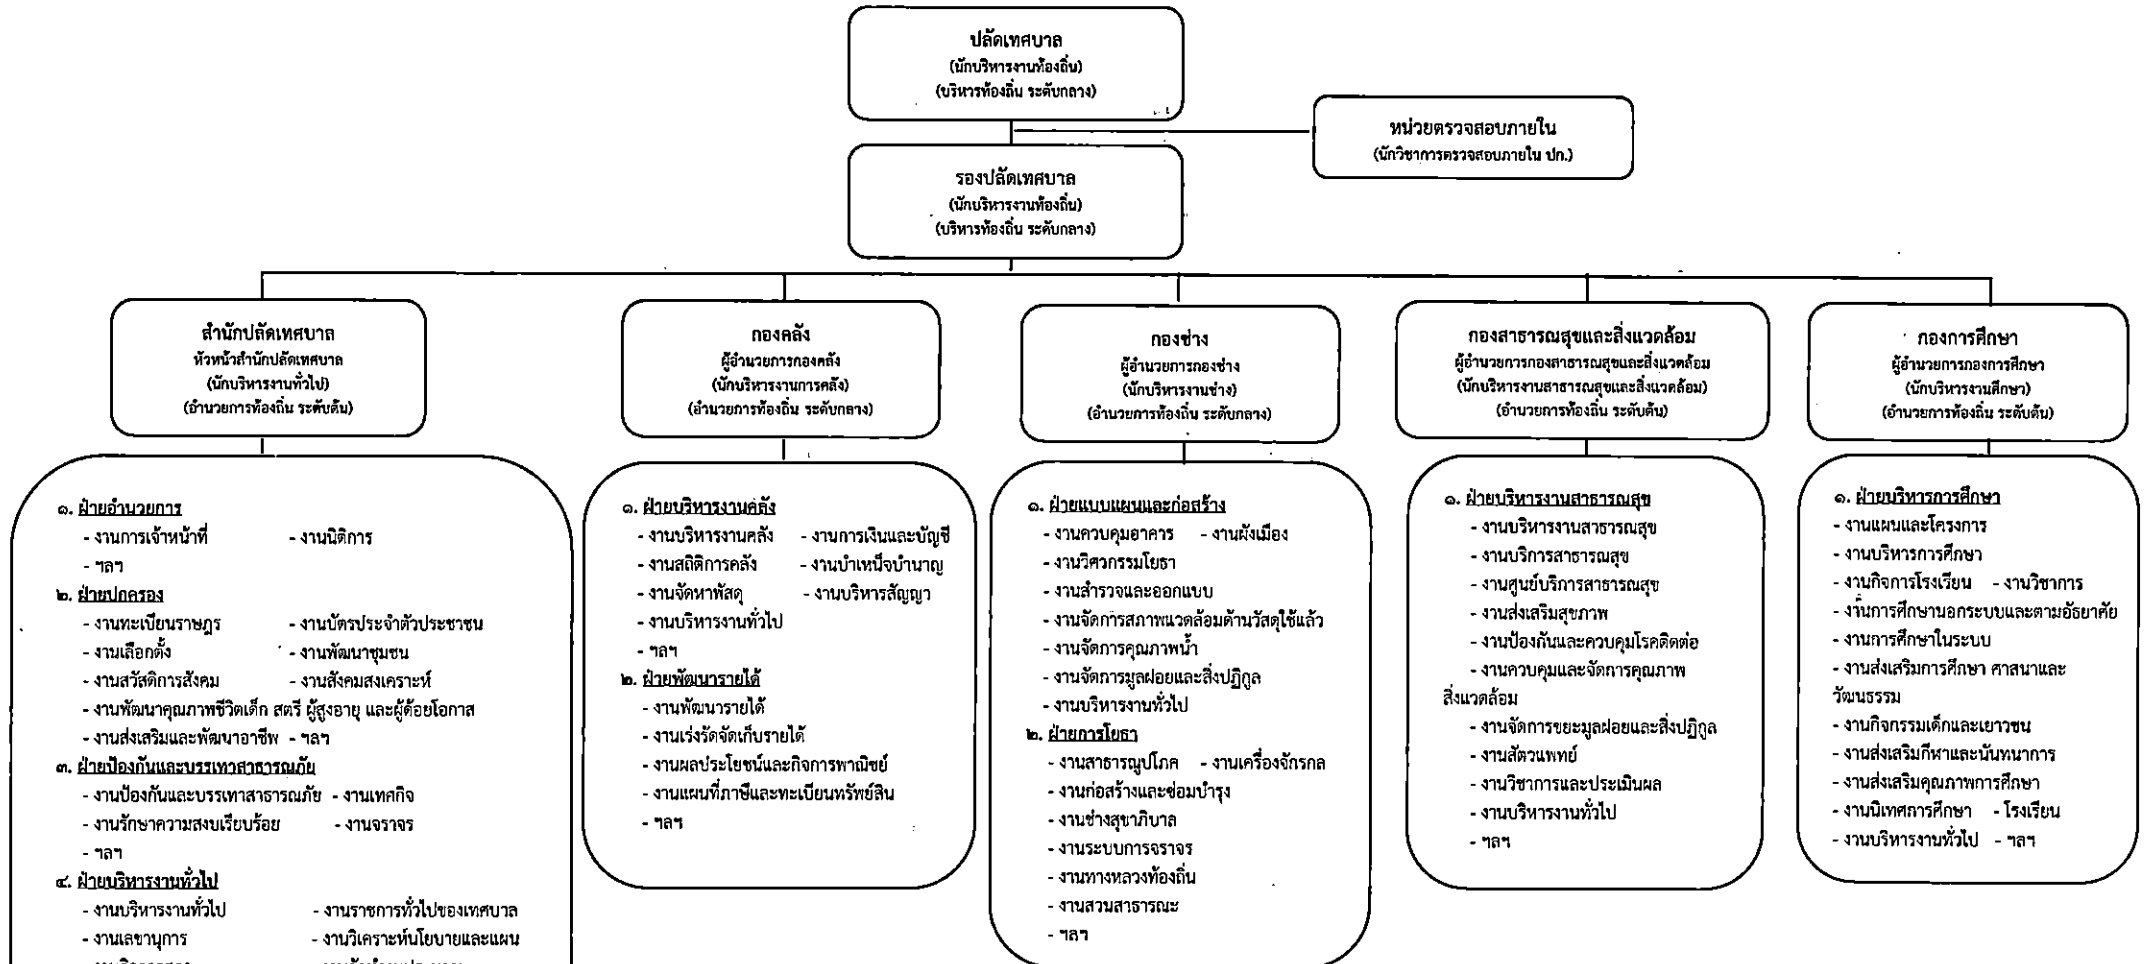 ปลัดเทศบาล
(นักบริหารงานท้องถิ่น)
(บริหารท้องถิ่น ระดับกลาง)
หน่วยตรวจสอบภายใน
(นักวิชาการตรวจสอบภายใน ปก.)
รองปลัดเทศบาล
(นักบริหารงานท้องถิ่น)
(บริหารท้องถิ่น ระดับกลาง)
สำนักปลัดเทศบาล
หัวหน้าสำนักปลัดเทศบาล
(นักบริหารงานทั่วไป)
(อำนวยการท้องถิ่น ระดับต้น)
กองคลัง
ผู้อำนวยการกองคลัง
(นักบริหารงานการคลัง)
(อำนวยการท้องถิ่น ระดับกลาง)
กองช่าง
ผู้อำนวยการกองช่าง
(นักบริหารงานช่าง)
(อำนวยการท้องถิ่น ระดับกลาง)
กองสาธารณสุขและสิ่งแวดล้อม
ผู้อำนวยการกองสาธารณสุขและสิ่งแวดล้อม
(นักบริหารงานสาธารณสุขและสิ่งแวดล้อม)
(อำนวยการท้องถิ่น ระดับต้น)
กองการศึกษา
ผู้อำนวยการกองการศึกษา
(นักบริหารงานศึกษา)
(อำนวยการท้องถิ่น ระดับต้น)
๑. ฝ่ายอำนวยการ
- งานการเจ้าหน้าที่ - งานนิติการ
- ฯลฯ
๒. ฝ่ายปกครอง
- งานทะเบียนราษฎร - งานบัตรประจำตัวประชาชน
- งานเลือกตั้ง - งานพัฒนาชุมชน
- งานสวัสดิการสังคม - งานสังคมสงเคราะห์
- งานพัฒนาคุณภาพชีวิตเด็ก สตรี ผู้สูงอายุ และผู้ด้อยโอกาส
- งานส่งเสริมและพัฒนาอาชีพ - ฯลฯ
๓. ฝ่ายป้องกันและบรรเทาสาธารณภัย
- งานป้องกันและบรรเทาสาธารณภัย - งานเทศกิจ
- งานรักษาความสงบเรียบร้อย - งานจราจร
- ฯลฯ
๔. ฝ่ายบริหารงานทั่วไป
- งานบริหารงานทั่วไป - งานราชการทั่วไปของเทศบาล
- งานเลขานุการ - งานวิเคราะห์นโยบายและแผน
๑. ฝ่ายบริหารงานคลัง
- งานบริหารงานคลัง - งานการเงินและบัญชี
- งานสถิติการคลัง - งานบำเหน็จบำนาญ
- งานจัดหาพัสดุ - งานบริหารสัญญา
- งานบริหารงานทั่วไป
- ฯลฯ
๒. ฝ่ายพัฒนารายได้
- งานพัฒนารายได้
- งานเร่งรัดจัดเก็บรายได้
- งานผลประโยชน์และกิจการพาณิชย์
- งานแผนที่ภาษีและทะเบียนทรัพย์สิน
- ฯลฯ
๑. ฝ่ายแบบแผนและก่อสร้าง
- งานควบคุมอาคาร - งานผังเมือง
- งานวิศวกรรมโยธา
- งานสำรวจและออกแบบ
- งานจัดการสภาพแวดล้อมด้านวัสดุใช้แล้ว
- งานจัดการคุณภาพน้ำ
- งานจัดการมูลฝอยและสิ่งปฏิกูล
- งานบริหารงานทั่วไป
๒. ฝ่ายการโยธา
- งานสาธารณูปโภค - งานเครื่องจักรกล
- งานก่อสร้างและซ่อมบำรุง
- งานช่างสุขาภิบาล
- งานระบบการจราจร
- งานทางหลวงท้องถิ่น
- งานสวนสาธารณะ
- ฯลฯ
๑. ฝ่ายบริหารงานสาธารณสุข
- งานบริหารงานสาธารณสุข
- งานบริการสาธารณสุข
- งานศูนย์บริการสาธารณสุข
- งานส่งเสริมสุขภาพ
- งานป้องกันและควบคุมโรคติดต่อ
- งานควบคุมและจัดการคุณภาพ
สิ่งแวดล้อม
- งานจัดการขยะมูลฝอยและสิ่งปฏิกูล
- งานสัตวแพทย์
- งานวิชาการและประเมินผล
- งานบริหารงานทั่วไป
- ฯลฯ
๑. ฝ่ายบริหารการศึกษา
- งานแผนและโครงการ
- งานบริหารการศึกษา
- งานกิจการโรงเรียน - งานวิชาการ
- งานการศึกษานอกระบบและตามอัธยาศัย
- งานการศึกษาในระบบ
- งานส่งเสริมการศึกษา ศาสนาและ
วัฒนธรรม
- งานกิจกรรมเด็กและเยาวชน
- งานส่งเสริมกีฬาและนันทนาการ
- งานส่งเสริมคุณภาพการศึกษา
- งานนิเทศการศึกษา - โรงเรียน
- งานบริหารงานทั่วไป - ฯลฯ